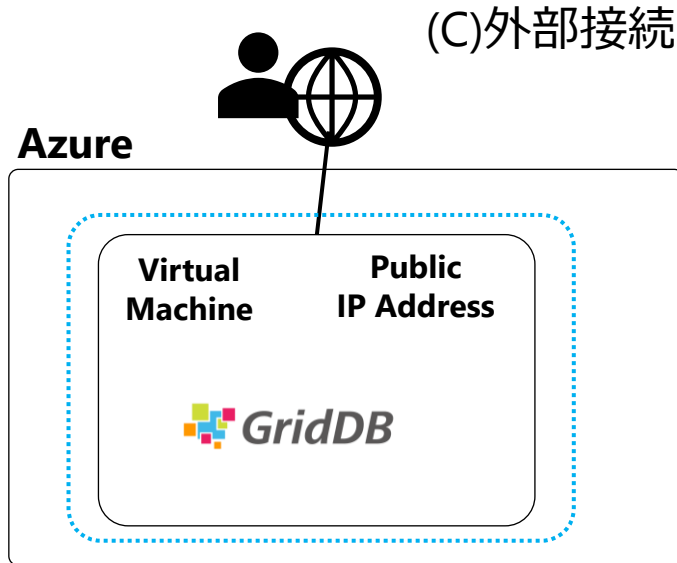 (C)外部接続
Azure
Virtual
Machine
Public
IP Address
GridDB